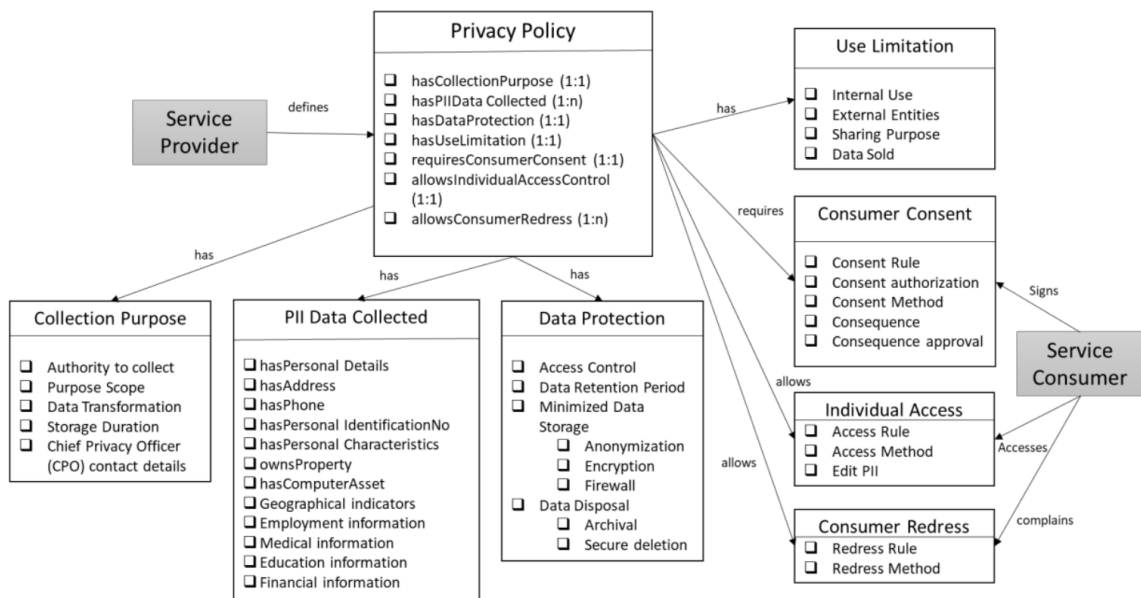 Privacy Policy
hasCollectionPurpose (1:1)
hasPIIData Collected (1:n)
hasDataProtection (1:1)
hasUseLimitation (1:1)
requiresConsumerConsent (1:1)
allowsIndividualAccessControl
(1:1)
allowsConsumerRedress (1:n)
Service
Provider
defines
has
has
has
has
requires
allows
allows
Use Limitation
Internal Use
External Entities
Sharing Purpose
Data Sold
Consumer Consent
Consent Rule
Consent authorization
Consent Method
Consequence
Consequence approval
Signs
Service
Consumer
Accesses
complains
Individual Access
Access Rule
Access Method
Edit PII
Consumer Redress
Redress Rule
Redress Method
Collection Purpose
Authority to collect
Purpose Scope
Data Transformation
Storage Duration
Chief Privacy Officer
(CPO) contact details
PII Data Collected
hasPersonal Details
hasAddress
hasPhone
hasPersonal IdentificationNo
hasPersonal Characteristics
ownsProperty
hasComputerAsset
Geographical indicators
Employment information
Medical information
Education information
Financial information
Data Protection
Access Control
Data Retention Period
Minimized Data
Storage
Anonymization
Encryption
Firewall
Data Disposal
Archival
Secure deletion